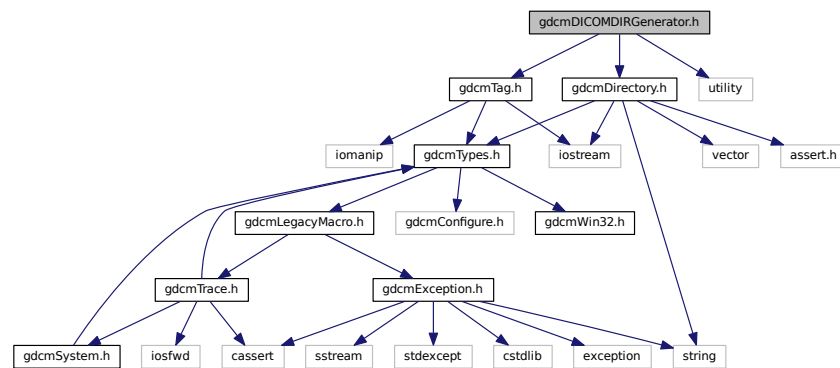 gdcmDICOMDIRGenerator.h
gdcmTag.h
gdcmDirectory.h
utility
iomanip
gdcmTypes.h
iostream
vector
assert.h
gdcmLegacyMacro.h
gdcmConfigure.h
gdcmWin32.h
gdcmTrace.h
gdcmException.h
gdcmSystem.h
iosfwd
cassert
sstream
stdexcept
cstdlib
exception
string